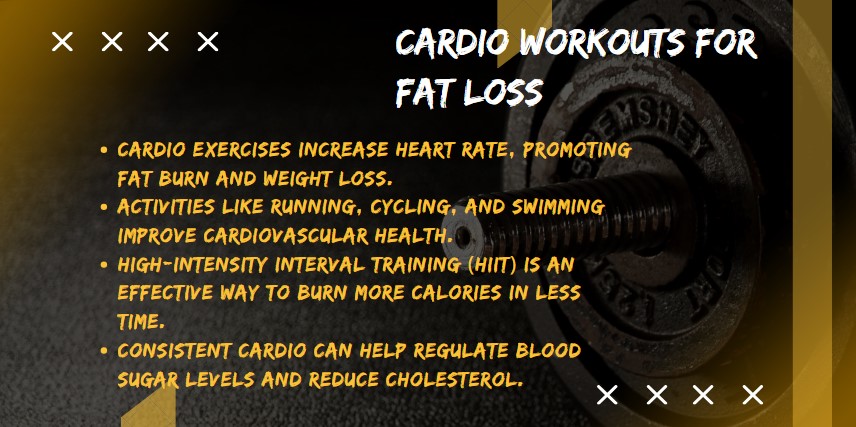 CARDIO WORKOUTS FOR
FAT LOSS
• CARDIO EXERCISES INCREASE HEART RATE, PROMOTING
FAT BURN AND WEIGHT LOSS.
• ACTIVITIES LIKE RUNNING, CYCLING, AND SWIMMING
IMPROVE CARDIOVASCULAR HEALTH.
• HIGH-INTENSITY INTERVAL TRAINING (HIIT) IS AN
EFFECTIVE WAY TO BURN MORE CALORIES IN LESS
TIME.
• CONSISTENT CARDIO CAN HELP REGULATE BLOOD
SUGAR LEVELS AND REDUCE CHOLESTEROL.